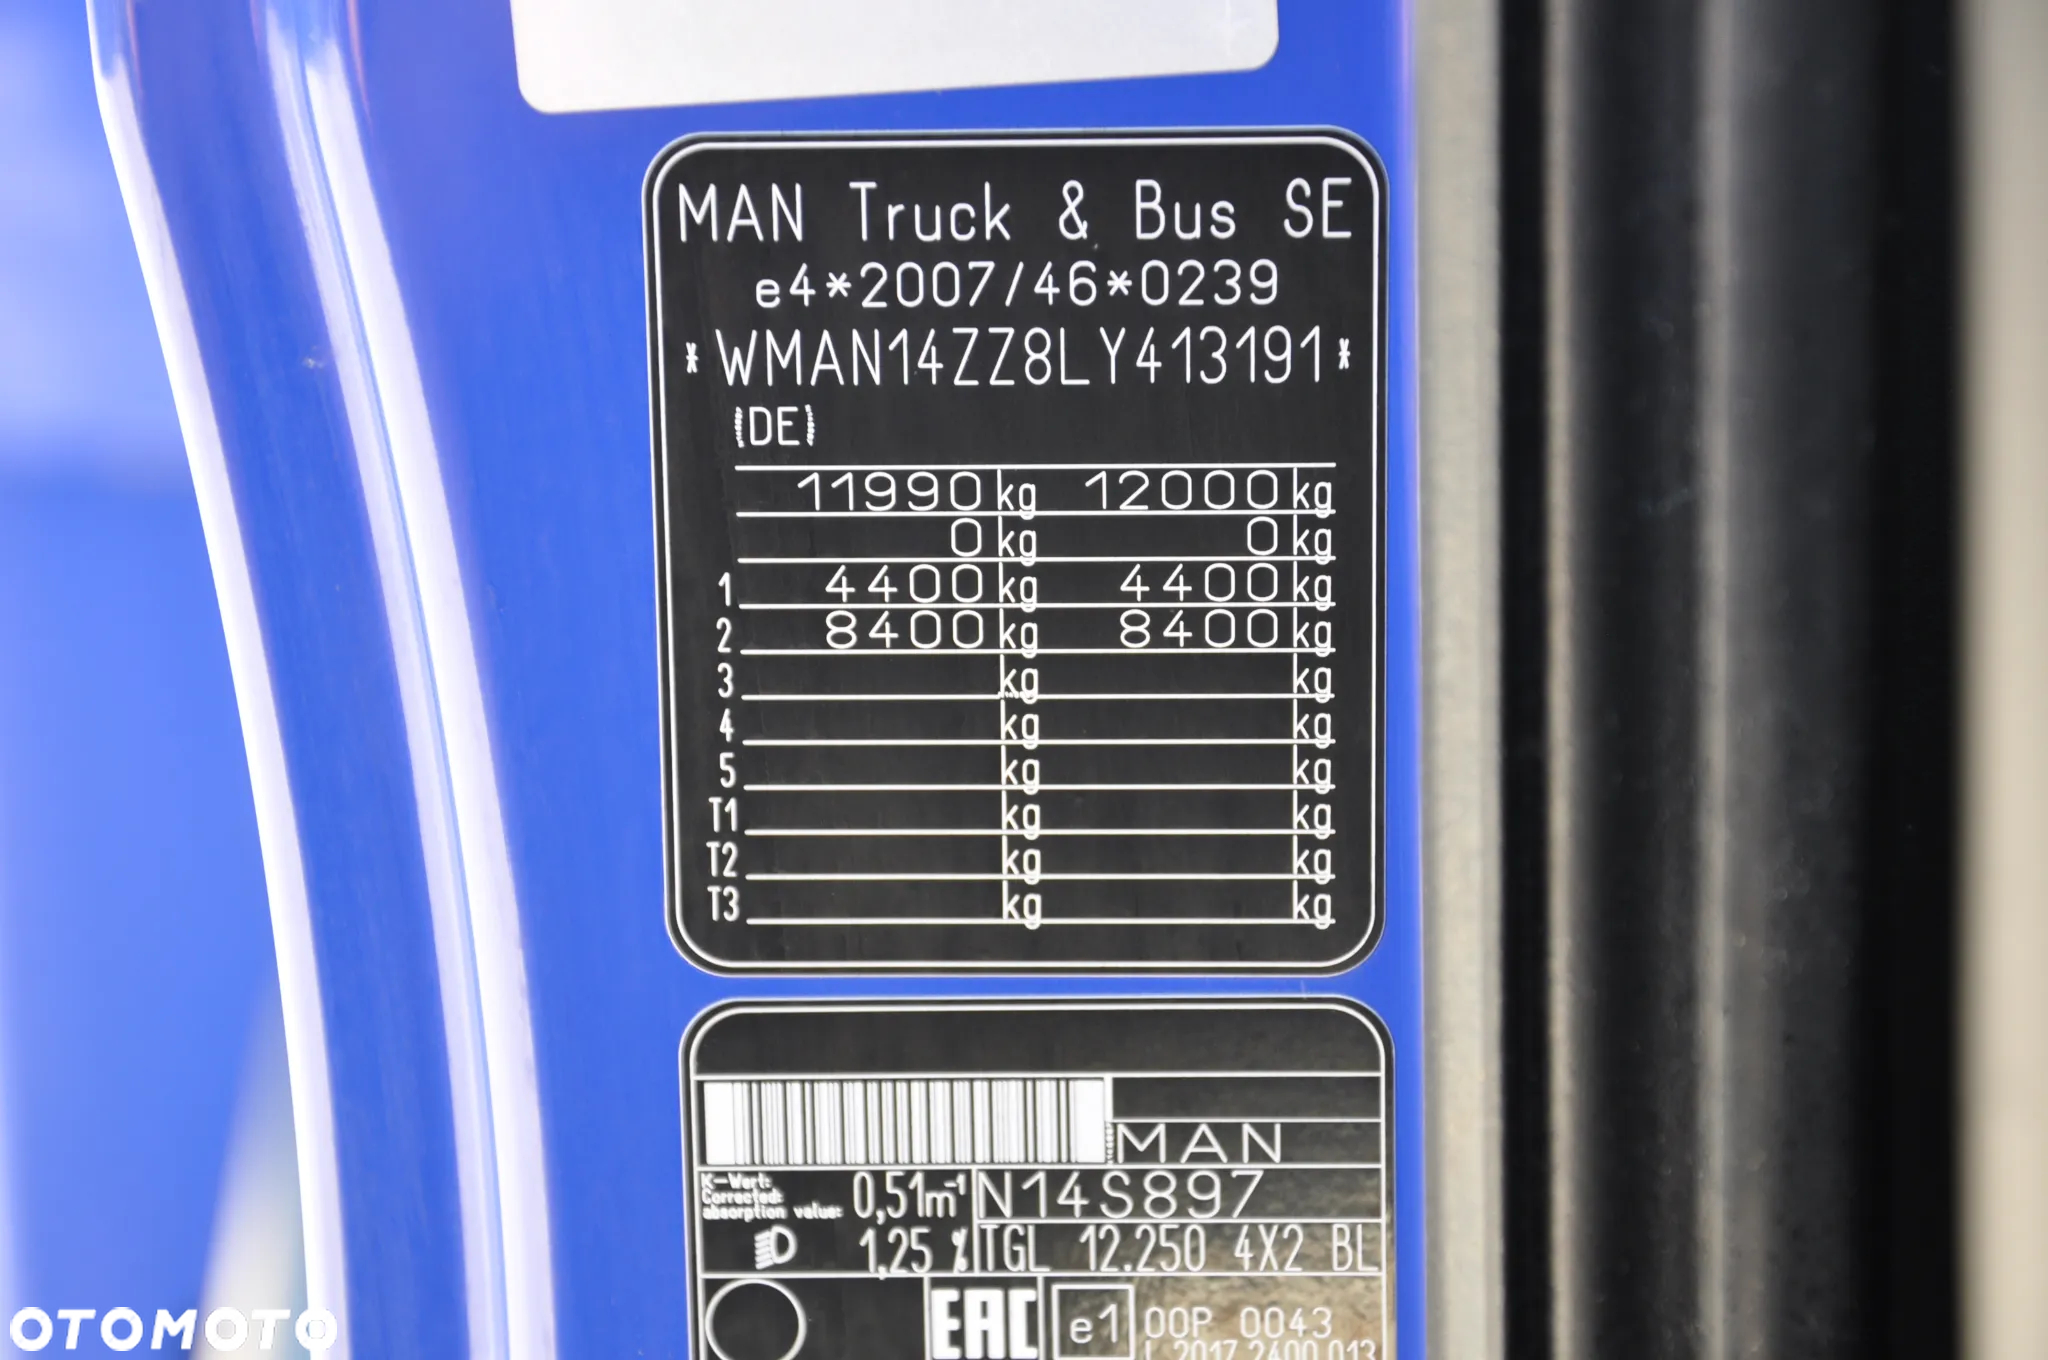 MAN Truck & Bus SE
e4*2007/46*0239
*WMAN14ZZ8LY413191*
DE
11990 kg 12000 kg
0 kg 0 kg
1 4400 kg 4400 kg
2 8400 kg 8400 kg
3 kg kg
4 kg kg
5 kg kg
T1 kg kg
T2 kg kg
T3 kg kg
MAN
K-Wert:
Corrected
absorption value: 0,51m⁻¹ N14S897
1,25 % TGL 12.250 4X2 BL
EAC e1 00P 0043
2017.2400.013
OTOMOTO